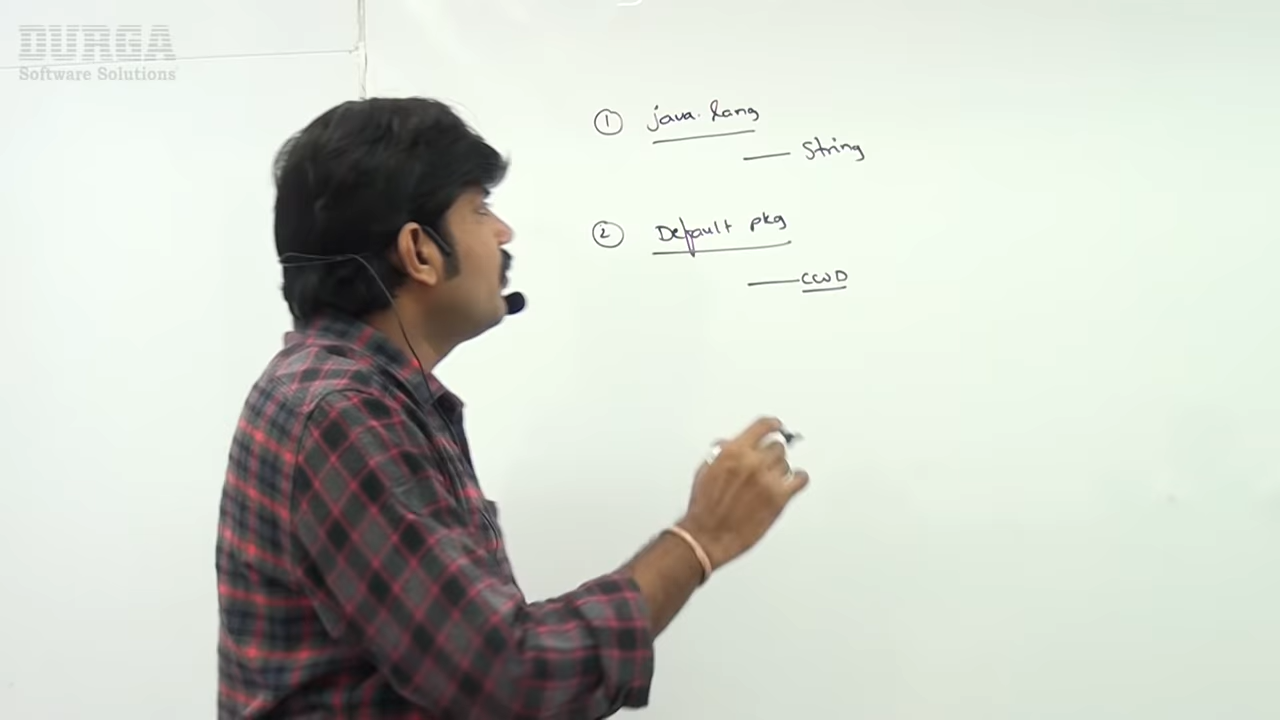 DURGA
Software Solutions
① java.lang
— String
② Default pkg
— CWD